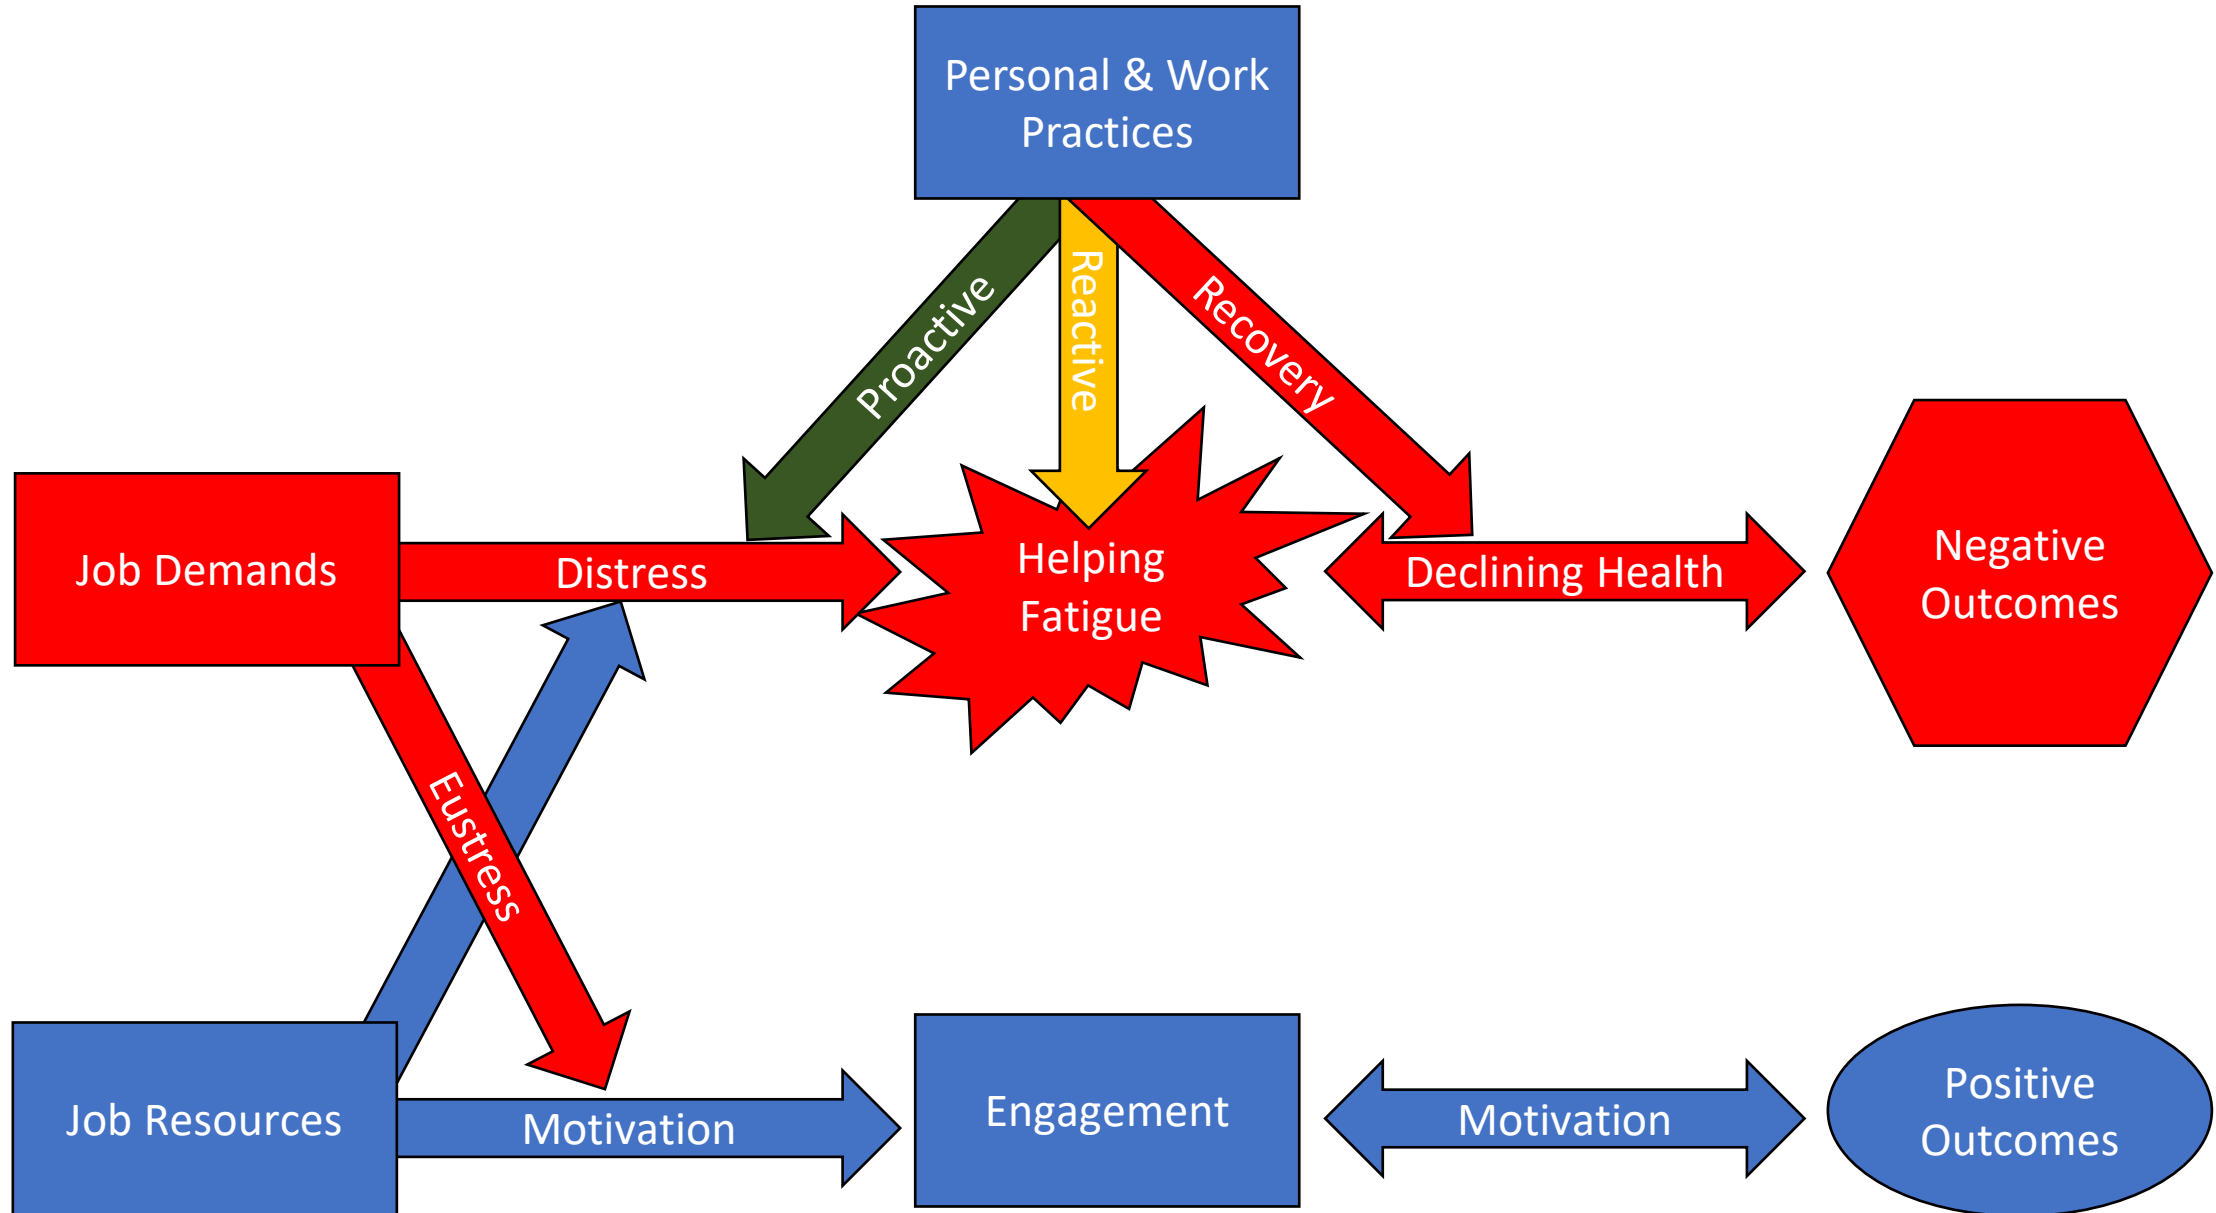 Personal & Work
Practices
Proactive
Reactive
Recovery
Job Demands
Distress
Helping
Fatigue
Declining Health
Negative
Outcomes
Eustress
Job Resources
Motivation
Engagement
Motivation
Positive
Outcomes